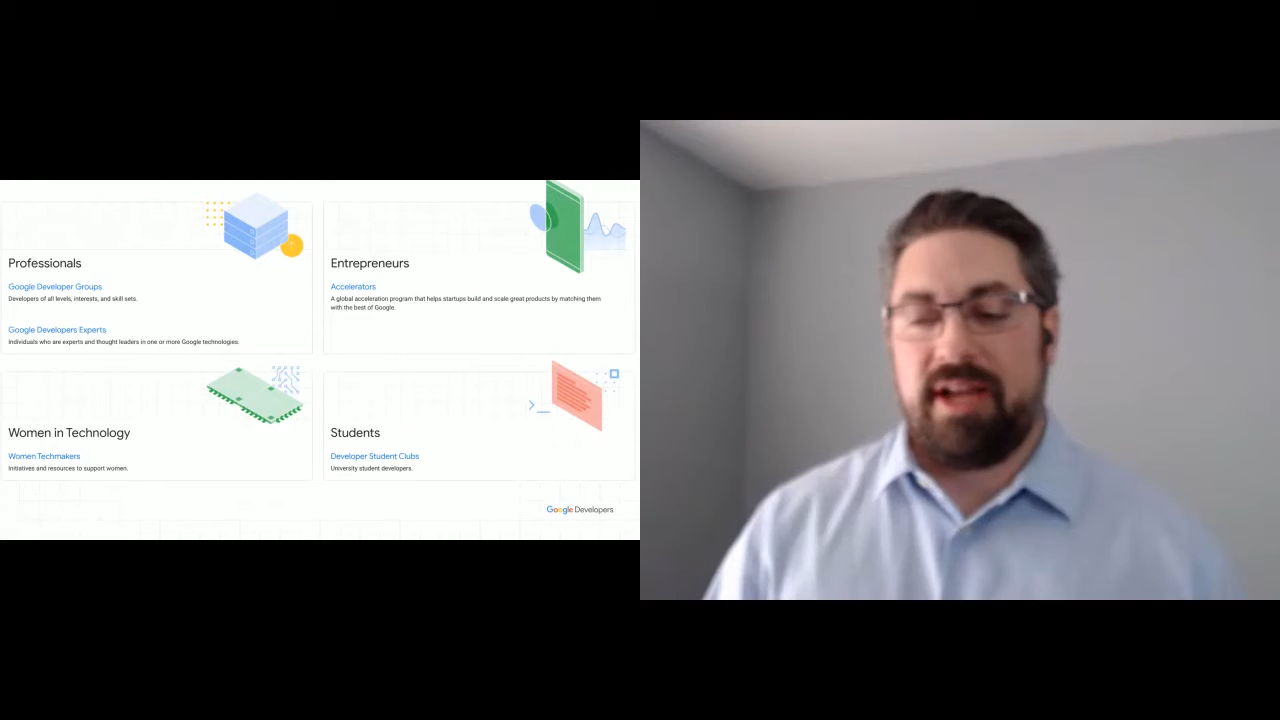 Professionals
Google Developer Groups
Developers of all levels, interests, and skill sets.
Google Developers Experts
Individuals who are experts and thought leaders in one or more Google technologies.
Entrepreneurs
Accelerators
A global acceleration program that helps startups build and scale great products by matching them
with the best of Google.
Women in Technology
Women Techmakers
Initiatives and resources to support women.
Students
Developer Student Clubs
University student developers.
Google Developers